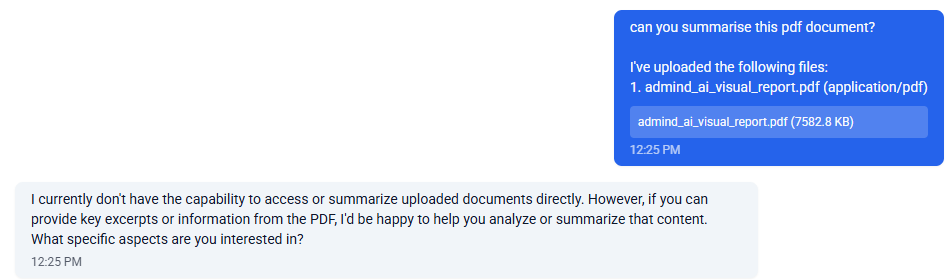 can you summarise this pdf document?
I've uploaded the following files:
1. admind_ai_visual_report.pdf (application/pdf)
admind_ai_visual_report.pdf (7582.8 KB)
12:25 PM
I currently don't have the capability to access or summarize uploaded documents directly. However, if you can
provide key excerpts or information from the PDF, I'd be happy to help you analyze or summarize that content.
What specific aspects are you interested in?
12:25 PM